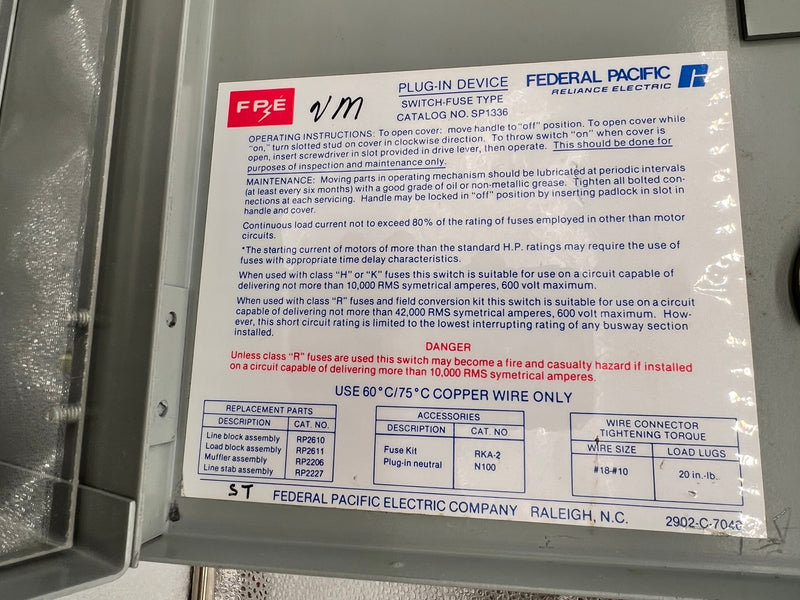 FPE
VM
PLUG-IN DEVICE
SWITCH-FUSE TYPE
CATALOG NO. SP1336
FEDERAL PACIFIC
RELIANCE ELECTRIC
OPERATING INSTRUCTIONS: To open cover: move handle to "off" position. To open cover while
"on," turn slotted stud on cover in clockwise direction. To throw switch "on" when cover is
open, insert screwdriver in slot provided in drive lever, then operate. This should be done for
purposes of inspection and maintenance only.
MAINTENANCE: Moving parts in operating mechanism should be lubricated at periodic intervals
(at least every six months) with a good grade of oil or non-metallic grease. Tighten all bolted con-
nections at each servicing. Handle may be locked in "off" position by inserting padlock in slot in
handle and cover.
Continuous load current not to exceed 80% of the rating of fuses employed in other than motor
circuits.
*The starting current of motors of more than the standard H.P. ratings may require the use of
fuses with appropriate time delay characteristics.
When used with class "H" or "K" fuses this switch is suitable for use on a circuit capable of
delivering not more than 10,000 RMS symetrical amperes, 600 volt maximum.
When used with class "R" fuses and field conversion kit this switch is suitable for use on a circuit
capable of delivering not more than 42,000 RMS symetrical amperes, 600 volt maximum. How-
ever, this short circuit rating is limited to the lowest interrupting rating of any busway section
installed.
DANGER
Unless class "R" fuses are used this switch may become a fire and casualty hazard if installed
on a circuit capable of delivering more than 10,000 RMS symetrical amperes.
USE 60°C/75°C COPPER WIRE ONLY
REPLACEMENT PARTS
DESCRIPTION CAT. NO.
Line block assembly RP2610
Load block assembly RP2611
Muffler assembly RP2206
Line stab assembly RP2227
ACCESSORIES
DESCRIPTION CAT. NO
Fuse Kit RKA-2
Plug-in neutral N100
WIRE CONNECTOR
TIGHTENING TORQUE
WIRE SIZE LOAD LUGS
#18-#10 20 in.-lb.
ST
FEDERAL PACIFIC ELECTRIC COMPANY RALEIGH, N.C.
2902-C-7040